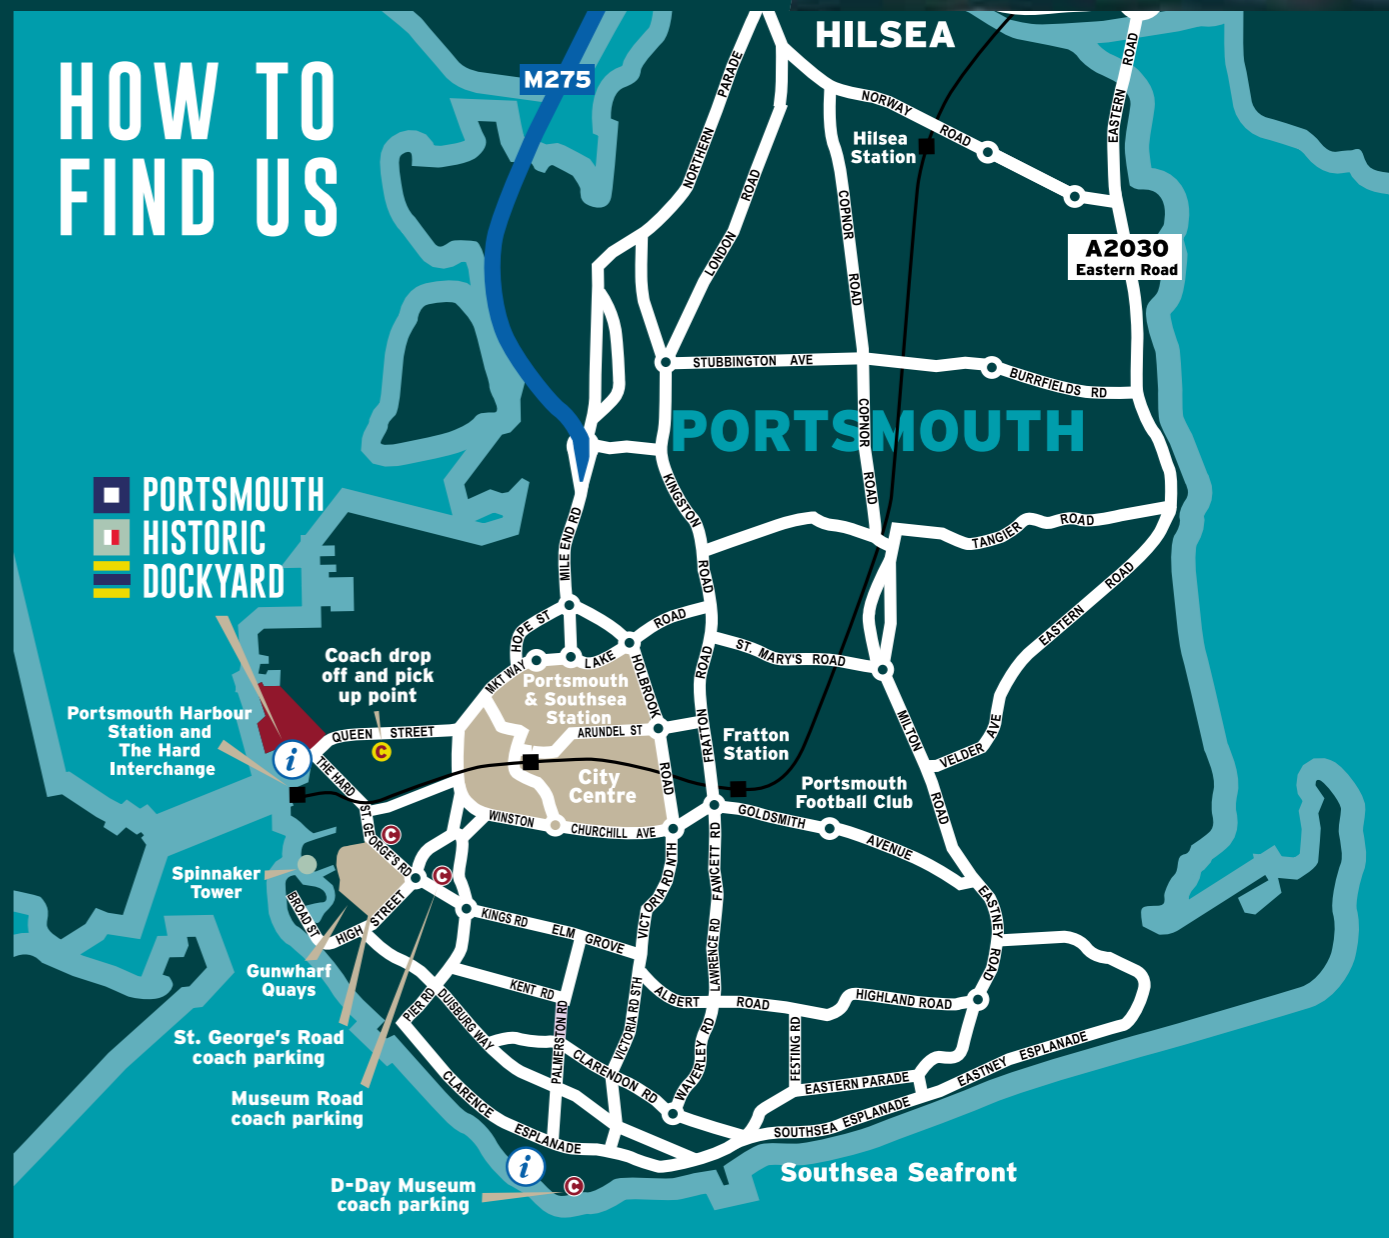 HOW TO
FIND US
M275
HILSEA
NORTHERN PARADE
LONDON ROAD
NORWAY ROAD
Hilsea
Station
COPNOR ROAD
EASTERN ROAD
A2030
Eastern Road
STUBBINGTON AVE
BURRFIELDS RD
PORTSMOUTH
COPNOR ROAD
KINGSTON ROAD
TANGIER ROAD
EASTERN ROAD
MILE END RD
PORTSMOUTH
HISTORIC
DOCKYARD
HOPE ST
MKT WAY
LAKE ROAD
HOLBROOK ROAD
ST. MARY'S ROAD
FRATTON ROAD
MILTON ROAD
VELDER AVE
Coach drop
off and pick
up point
C
QUEEN STREET
Portsmouth
& Southsea
Station
ARUNDEL ST
City
Centre
Fratton
Station
Portsmouth
Football Club
GOLDSMITH AVENUE
WINSTON CHURCHILL AVE
Portsmouth Harbour
Station and
The Hard
Interchange
i
THE HARD
ST. GEORGE'S RD
C
C
Spinnaker
Tower
BROAD ST
HIGH STREET
KINGS RD
ELM GROVE
VICTORIA RD NTH
FAWCETT RD
LAWRENCE RD
EASTNEY ROAD
Gunwharf
Quays
St. George's Road
coach parking
Museum Road
coach parking
PIER RD
DUISBURG WAY
KENT RD
PALMERSTON RD
VICTORIA RD STH
ALBERT ROAD
HIGHLAND ROAD
WAVERLEY RD
FESTING RD
CLARENDON RD
EASTERN PARADE
EASTNEY ESPLANADE
SOUTHSEA ESPLANADE
CLARENCE ESPLANADE
i
C
D-Day Museum
coach parking
Southsea Seafront